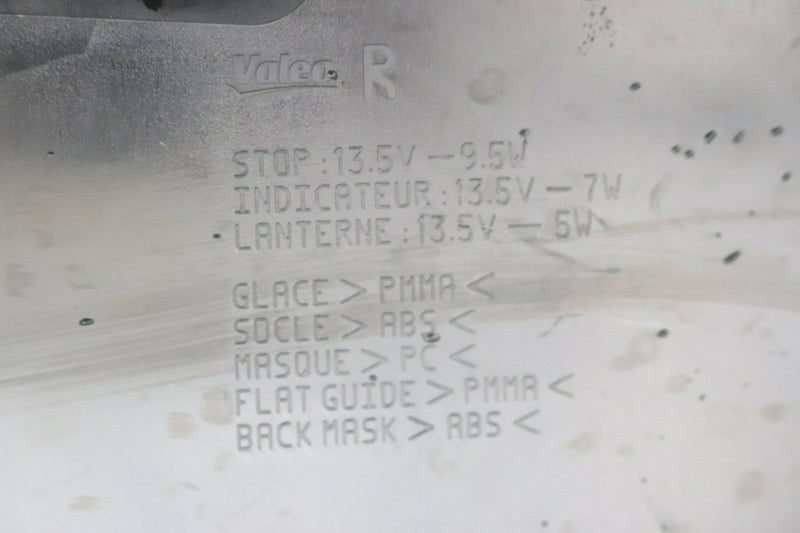 Valeo R
STOP : 13.5V — 9.5W
INDICATEUR : 13.5V — 7W
LANTERNE : 13.5V — 5W
GLACE > PMMA <
SOCLE > ABS <
MASQUE > PC <
FLAT GUIDE > PMMA <
BACK MASK > ABS <